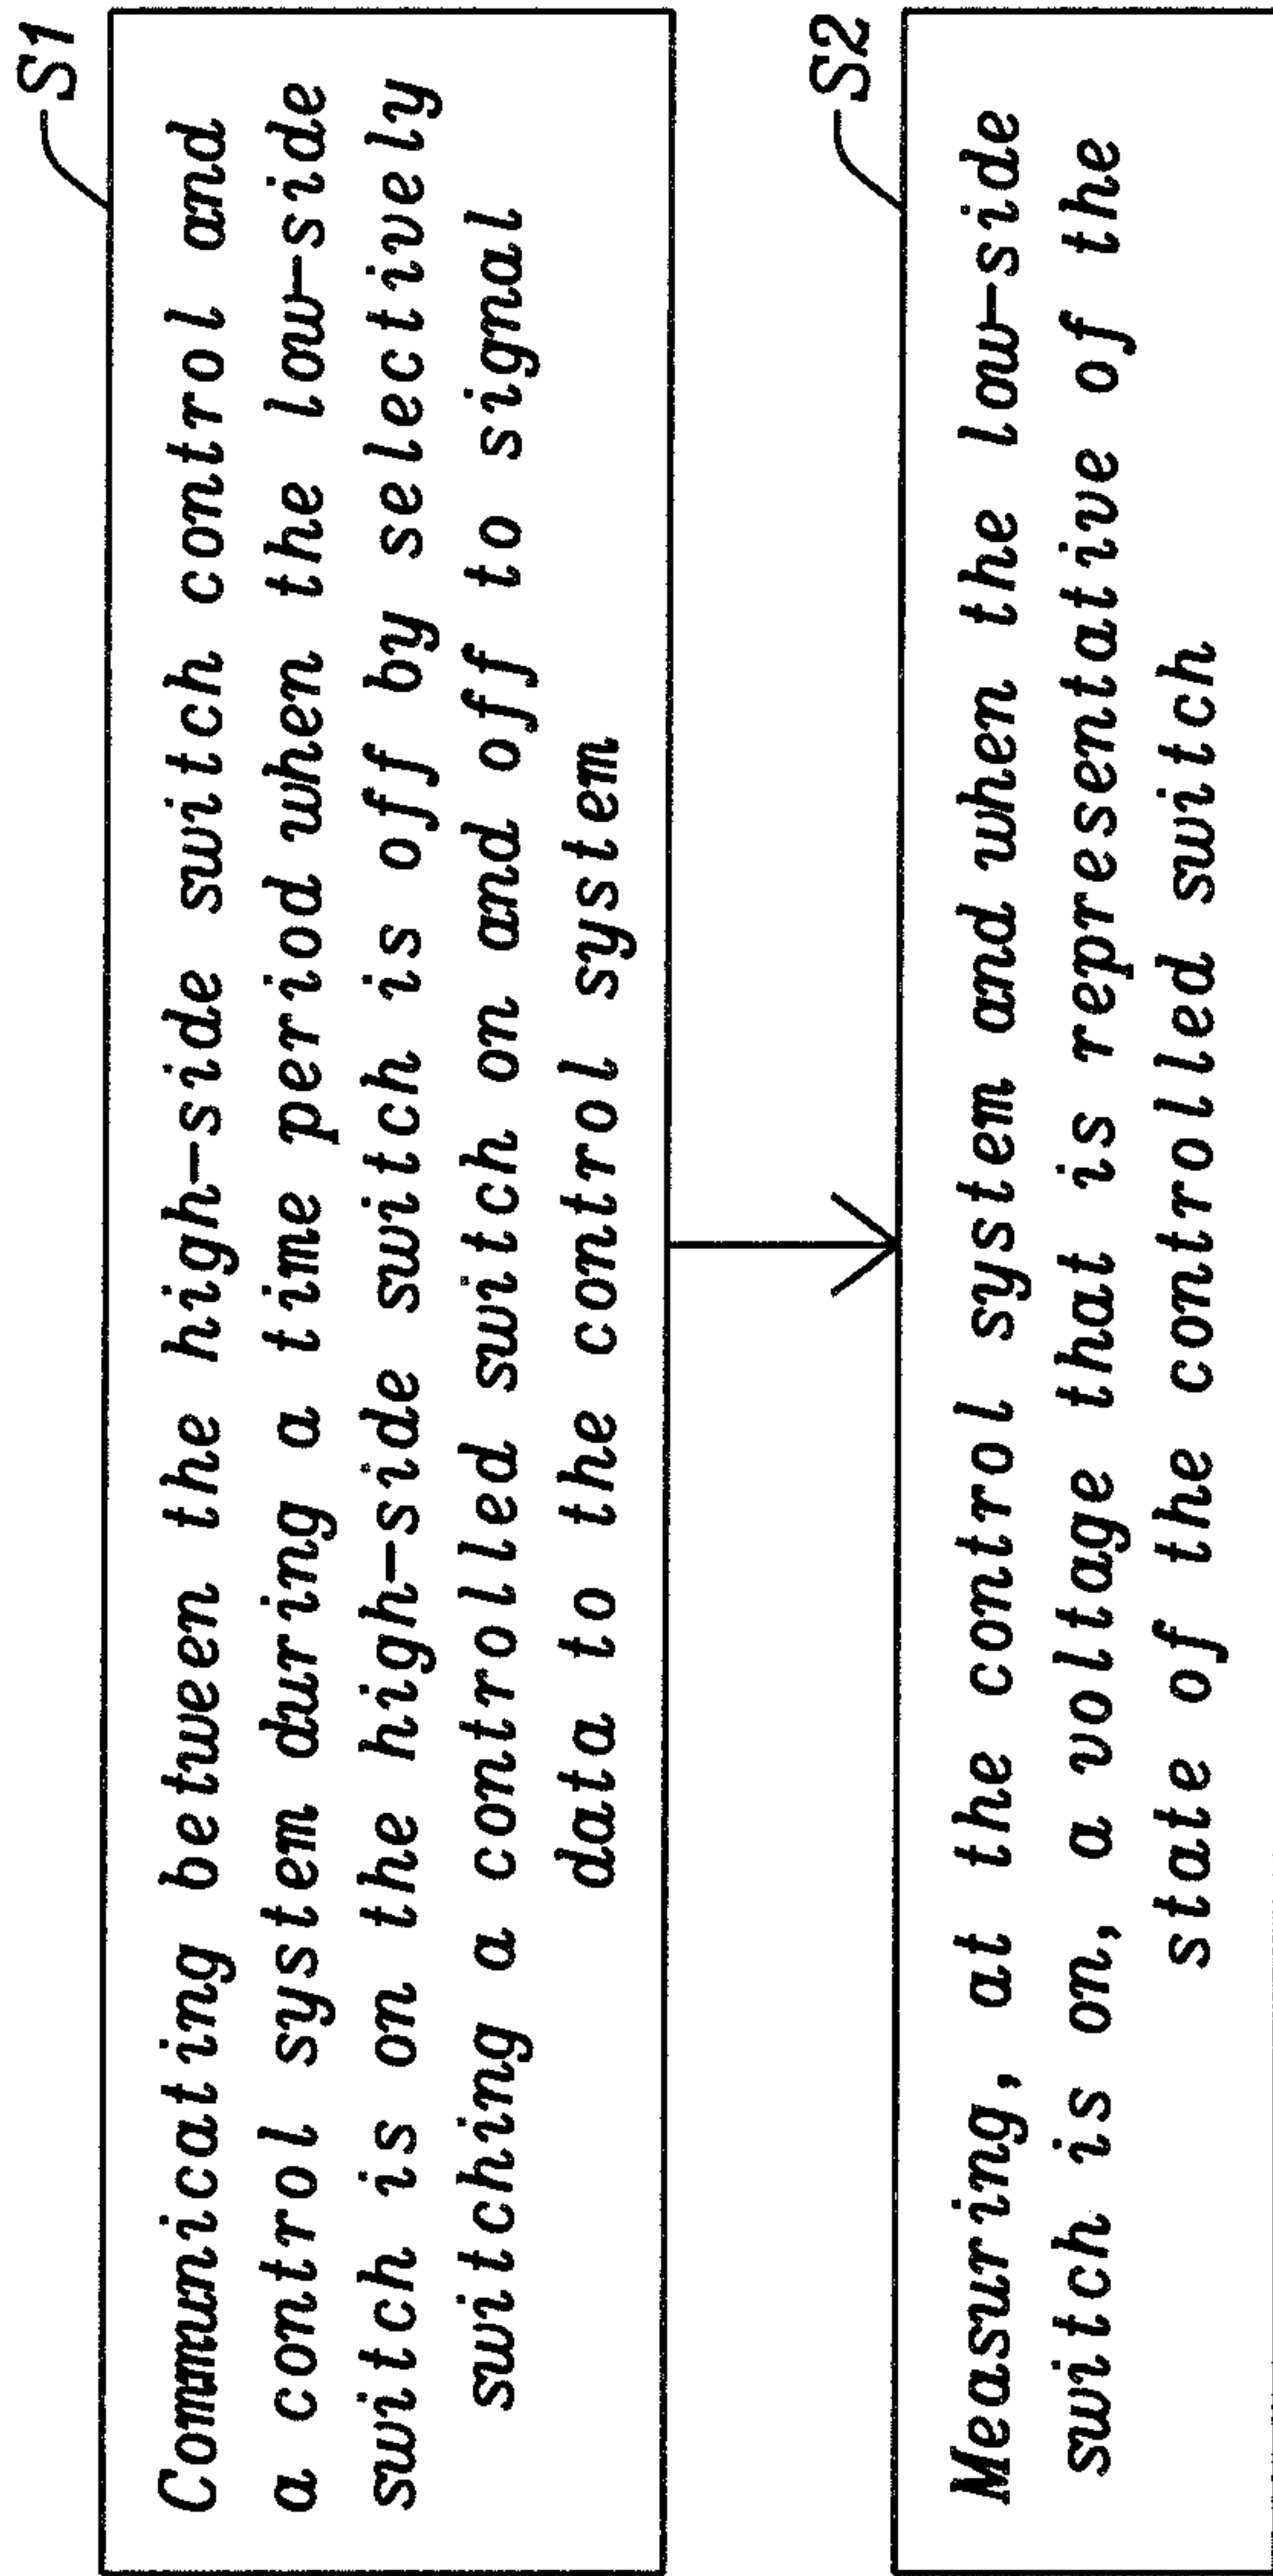 S1
Communicating between the high-side switch control and
a control system during a time period when the low-side
switch is on the high-side switch is off by selectively
switching a controlled switch on and off to signal
data to the control system
S2
Measuring, at the control system and when the low-side
switch is on, a voltage that is representative of the
state of the controlled switch